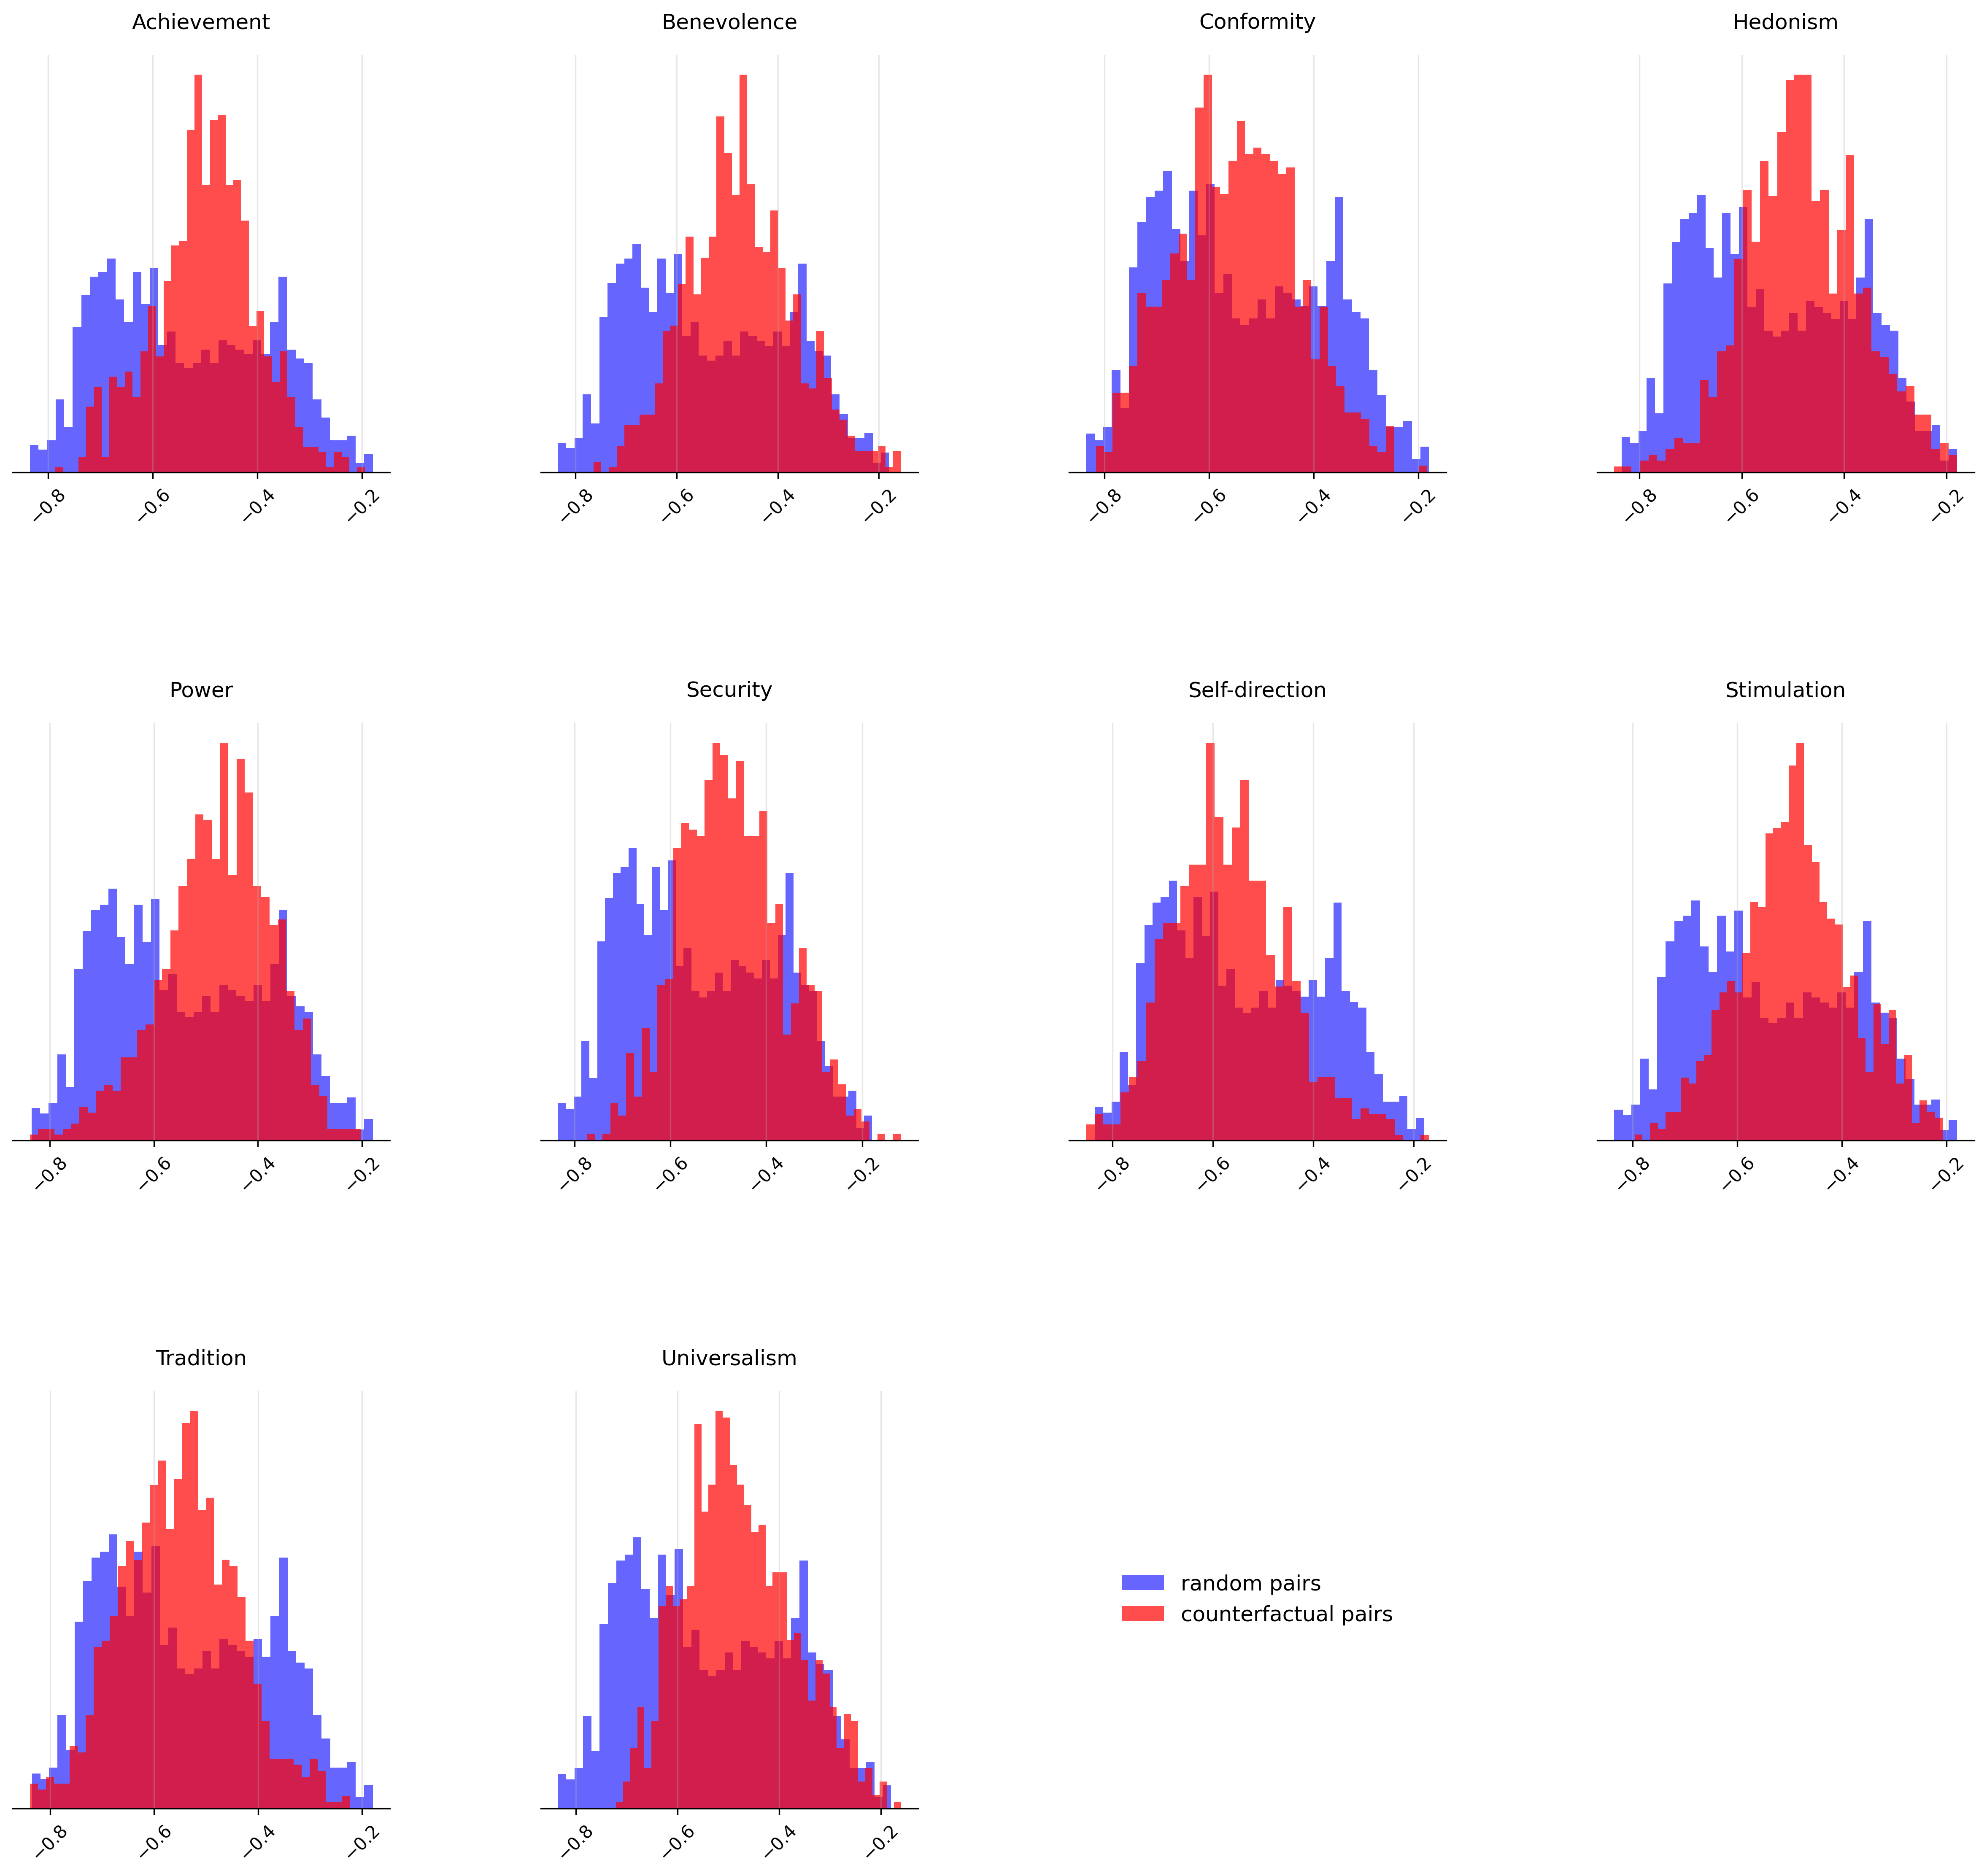 Achievement Benevolence Conformity Hedonism
−0.8 −0.6 −0.4 −0.2 −0.8 −0.6 −0.4 −0.2 −0.8 −0.6 −0.4 −0.2 −0.8 −0.6 −0.4 −0.2
Power Security Self-direction Stimulation
−0.8 −0.6 −0.4 −0.2 −0.8 −0.6 −0.4 −0.2 −0.8 −0.6 −0.4 −0.2 −0.8 −0.6 −0.4 −0.2
Tradition Universalism
random pairs
counterfactual pairs
−0.8 −0.6 −0.4 −0.2 −0.8 −0.6 −0.4 −0.2